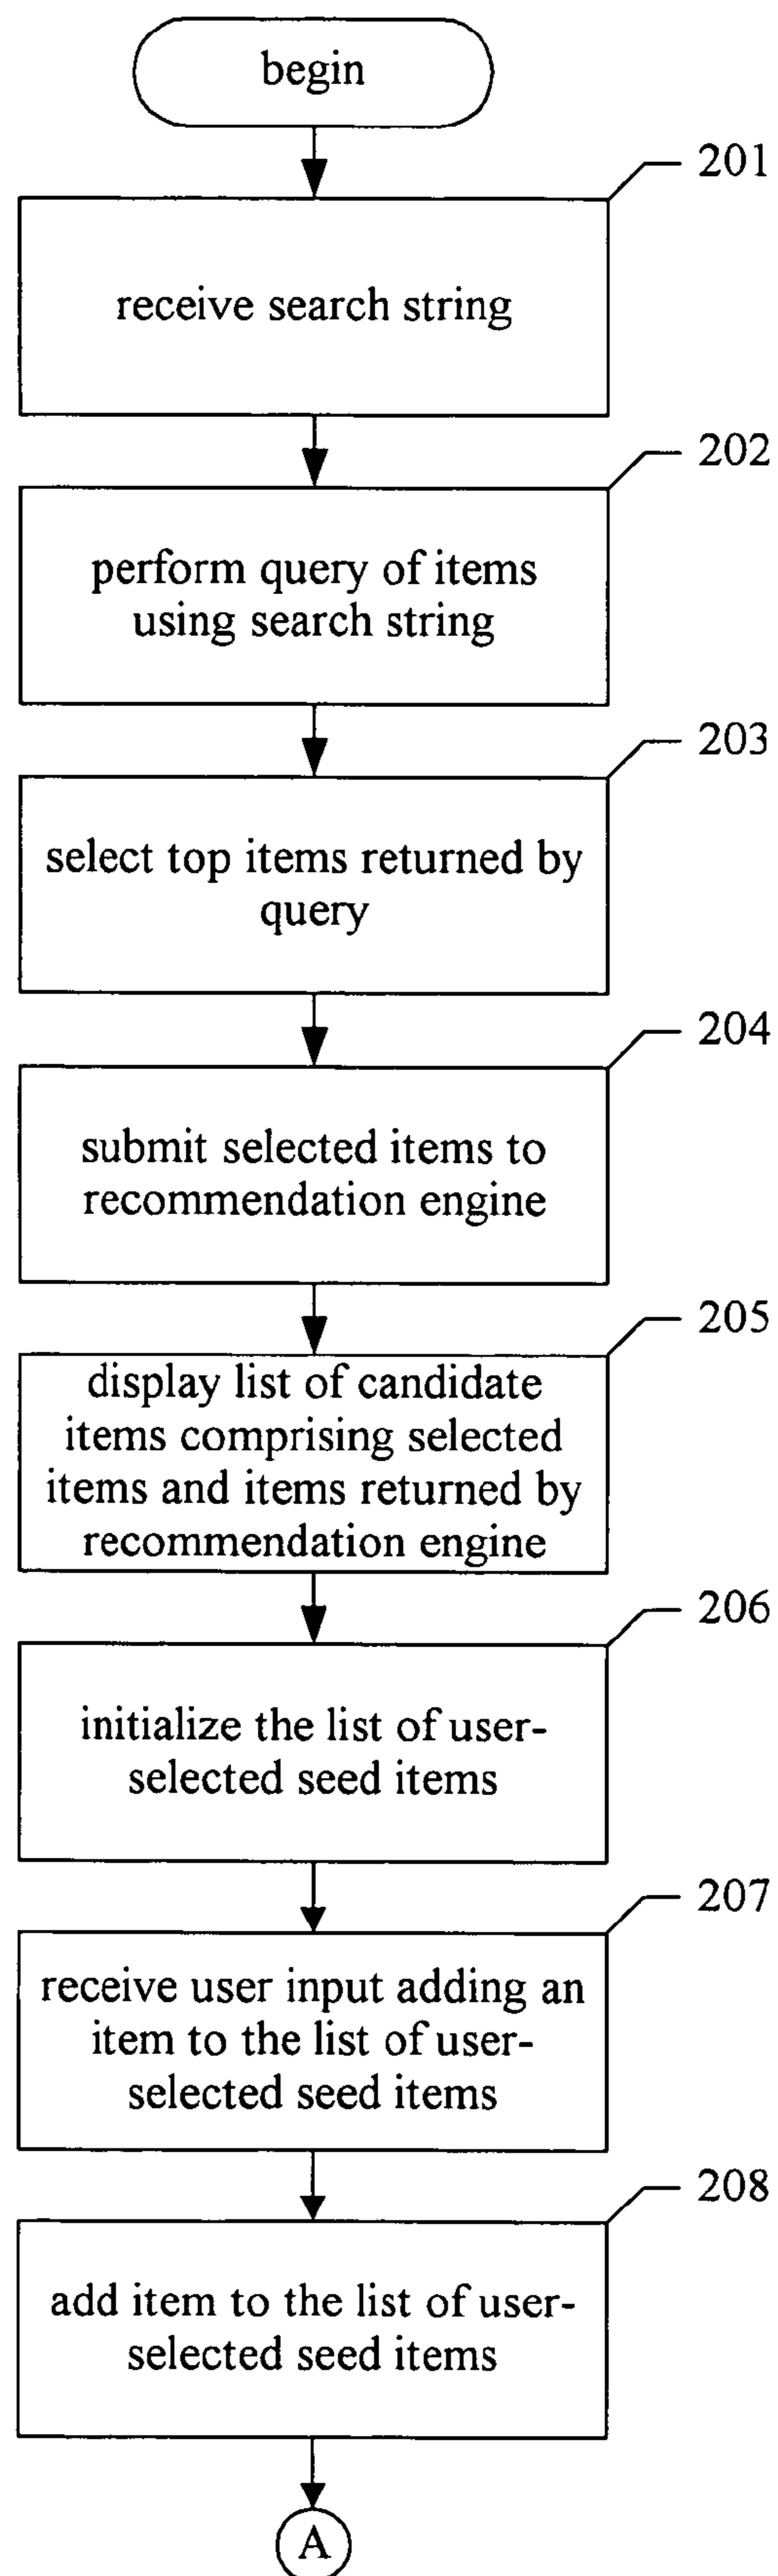 begin
201
receive search string
202
perform query of items
using search string
203
select top items returned by
query
204
submit selected items to
recommendation engine
205
display list of candidate
items comprising selected
items and items returned by
recommendation engine
206
initialize the list of user-
selected seed items
207
receive user input adding an
item to the list of user-
selected seed items
208
add item to the list of user-
selected seed items
A